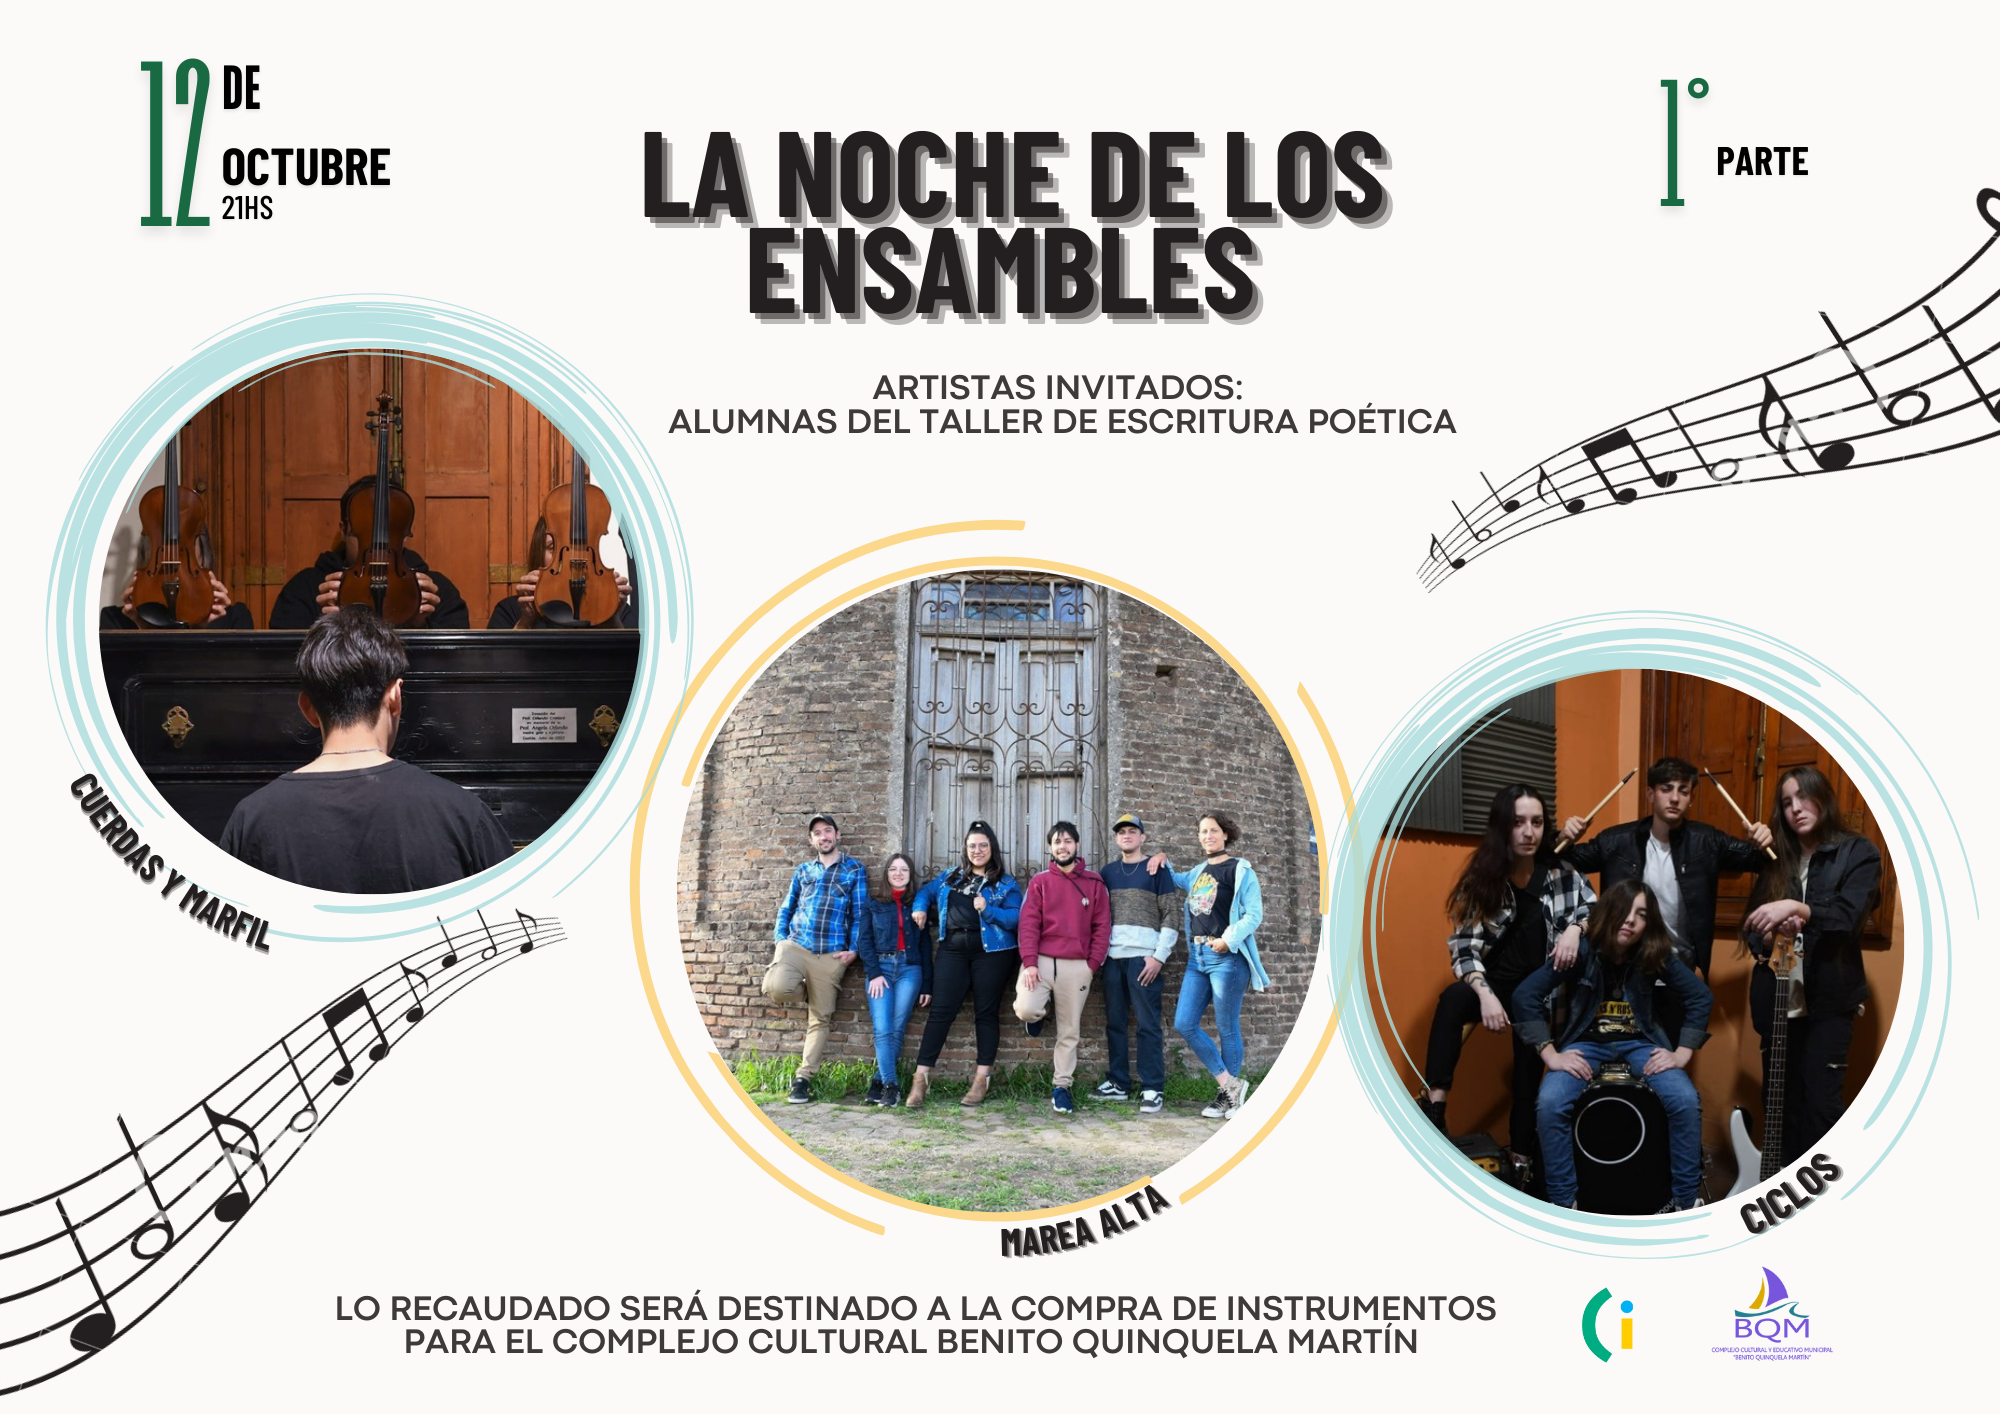 12 DE
OCTUBRE
21HS
1°
PARTE
LA NOCHE DE LOS
ENSAMBLES
ARTISTAS INVITADOS:
ALUMNAS DEL TALLER DE ESCRITURA POÉTICA
CUERDAS Y MARFIL
MAREA ALTA
CICLOS
LO RECAUDADO SERÁ DESTINADO A LA COMPRA DE INSTRUMENTOS
PARA EL COMPLEJO CULTURAL BENITO QUINQUELA MARTÍN
Ci
BQM
COMPLEJO CULTURAL Y EDUCATIVO MUNICIPAL
"BENITO QUINQUELA MARTÍN"